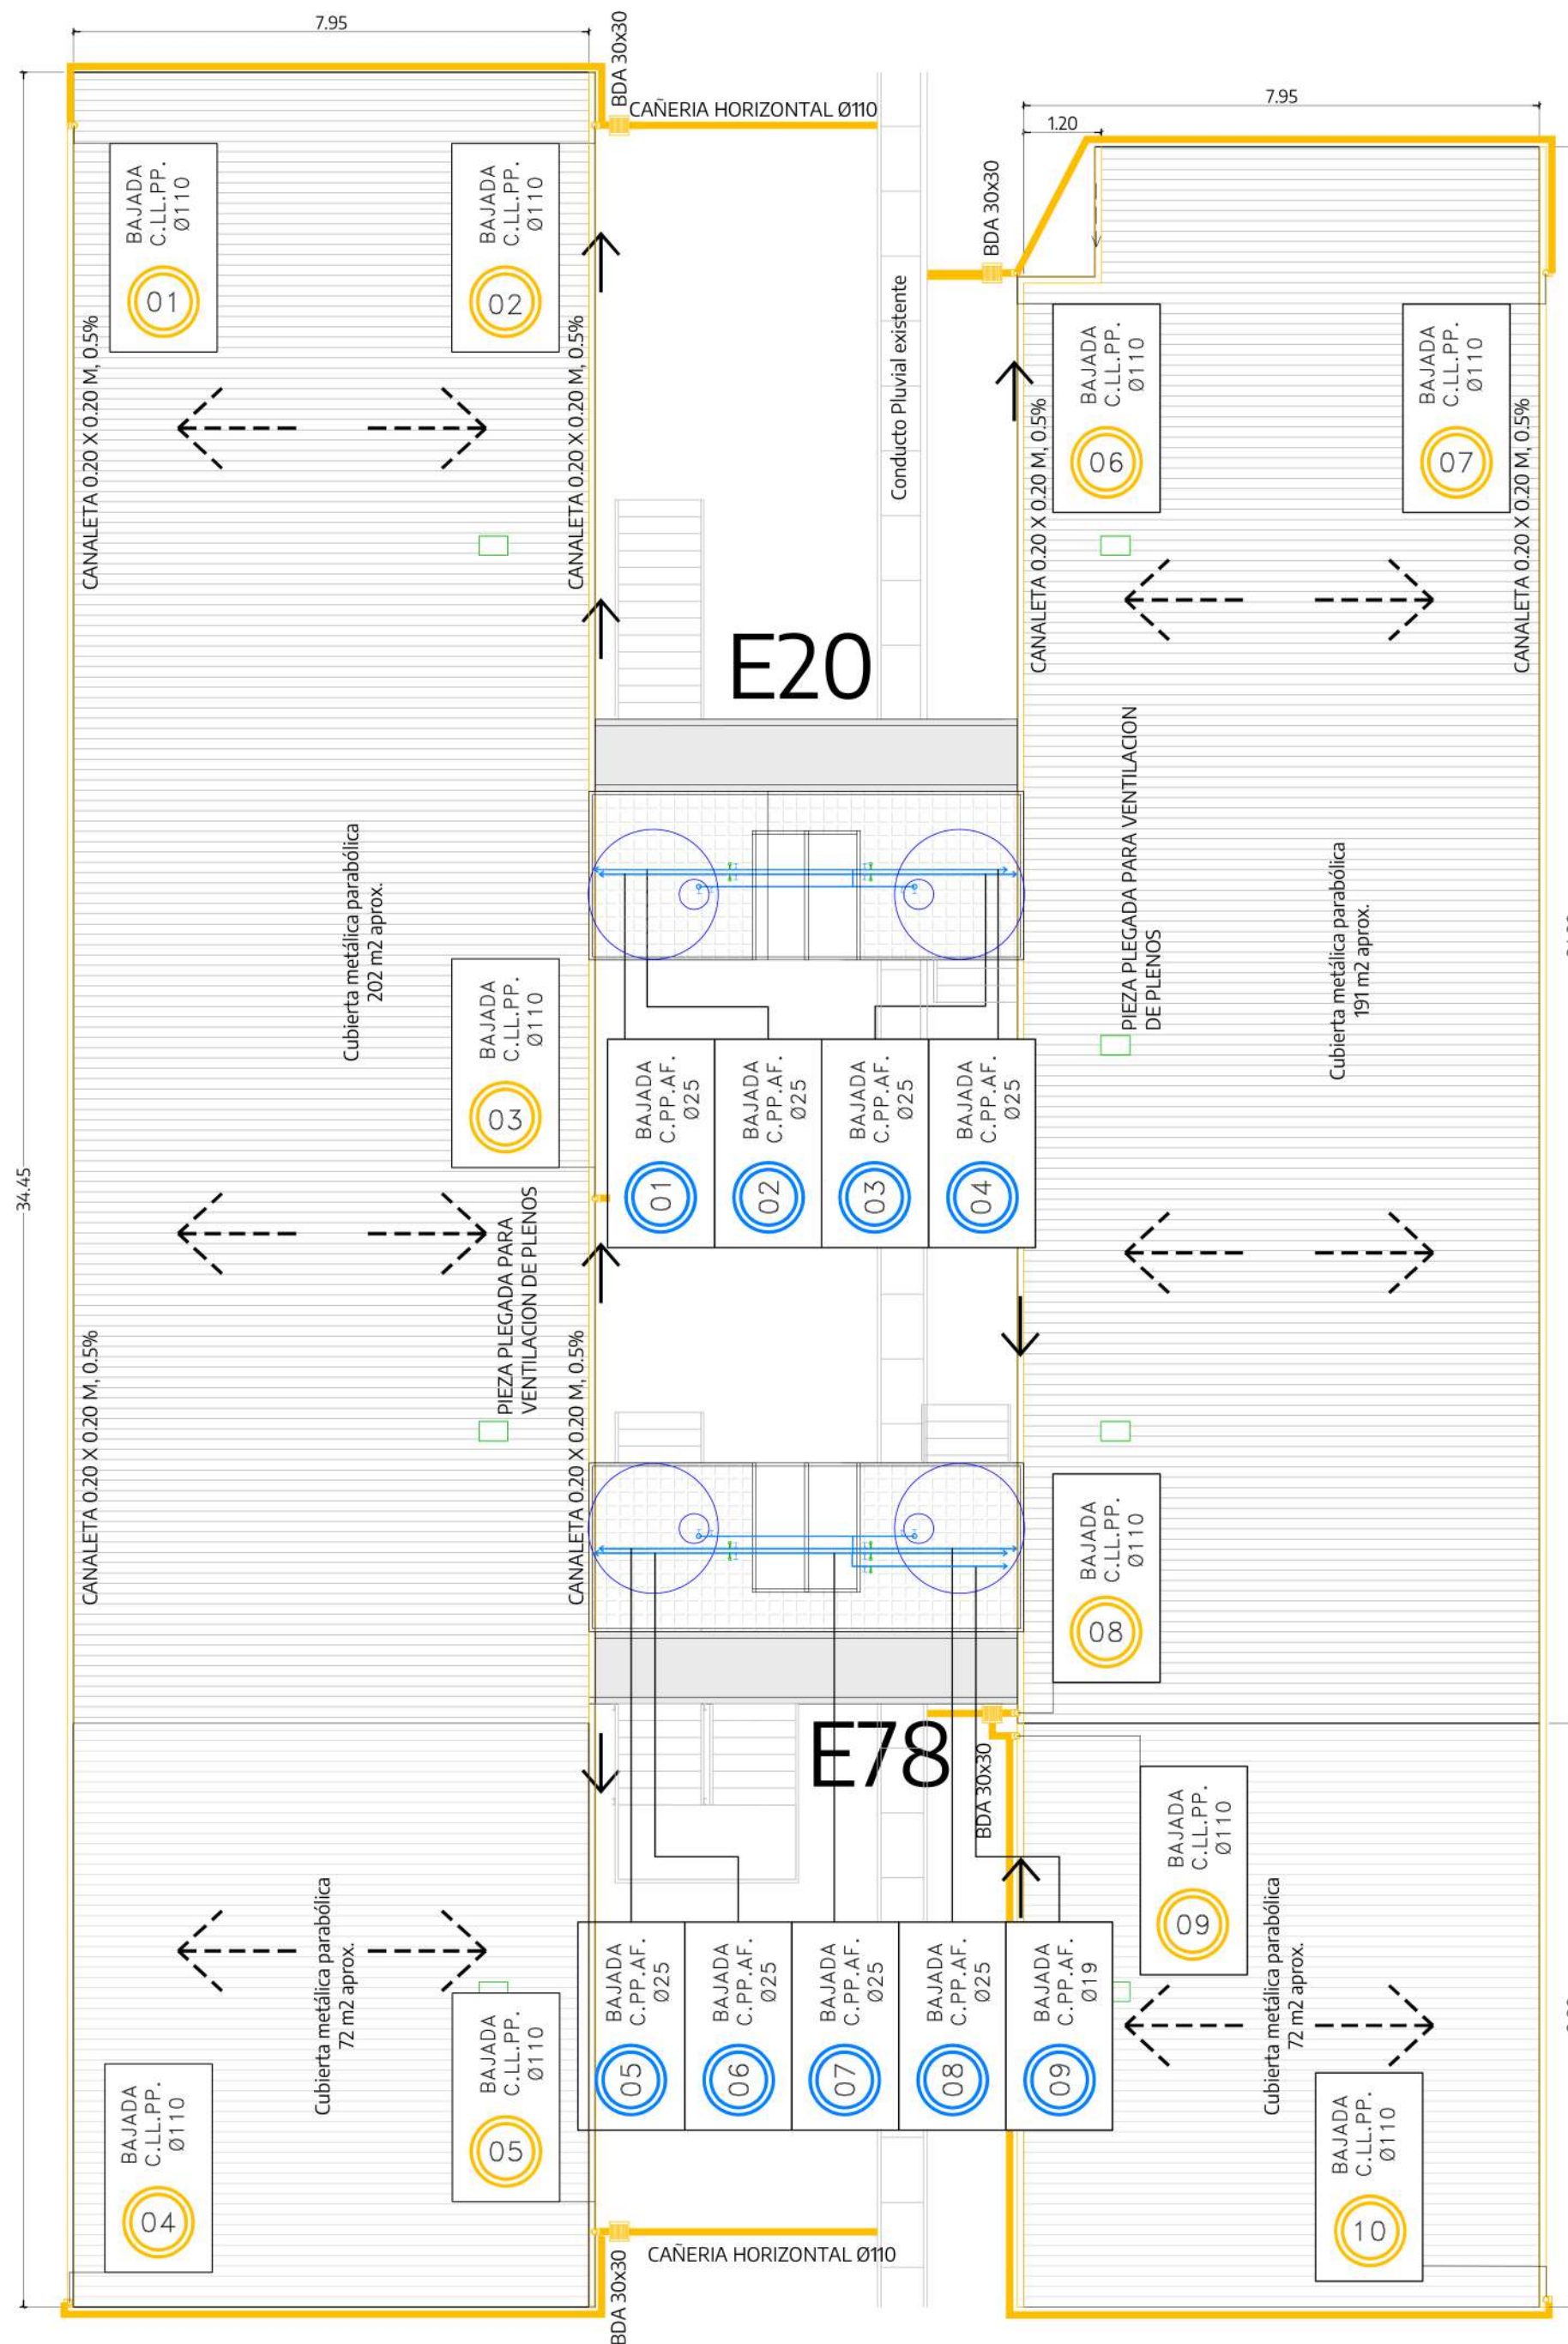 7.95
BDA 30x30
CAÑERIA HORIZONTAL Ø110
7.95
1.20
BDA 30x30
BAJADA
C.LL.PP.
Ø110
01
BAJADA
C.LL.PP.
Ø110
02
CANALETA 0.20 X 0.20 M, 0.5%
CANALETA 0.20 X 0.20 M, 0.5%
Conducto Pluvial existente
BAJADA
C.LL.PP.
Ø110
06
BAJADA
C.LL.PP.
Ø110
07
CANALETA 0.20 X 0.20 M, 0.5%
CANALETA 0.20 X 0.20 M, 0.5%
E20
PIEZA PLEGADA PARA VENTILACION
DE PLENOS
Cubierta metálica parabólica
202 m2 aprox.
Cubierta metálica parabólica
191 m2 aprox.
BAJADA
C.LL.PP.
Ø110
03
BAJADA
C.PP.AF.
Ø25
01
BAJADA
C.PP.AF.
Ø25
02
BAJADA
C.PP.AF.
Ø25
03
BAJADA
C.PP.AF.
Ø25
04
34.45
PIEZA PLEGADA PARA
VENTILACION DE PLENOS
CANALETA 0.20 X 0.20 M, 0.5%
CANALETA 0.20 X 0.20 M, 0.5%
BAJADA
C.LL.PP.
Ø110
08
E78
BDA 30x30
BAJADA
C.LL.PP.
Ø110
09
Cubierta metálica parabólica
72 m2 aprox.
Cubierta metálica parabólica
72 m2 aprox.
BAJADA
C.LL.PP.
Ø110
04
BAJADA
C.LL.PP.
Ø110
05
BAJADA
C.PP.AF.
Ø25
05
BAJADA
C.PP.AF.
Ø25
06
BAJADA
C.PP.AF.
Ø25
07
BAJADA
C.PP.AF.
Ø25
08
BAJADA
C.PP.AF.
Ø19
09
BAJADA
C.LL.PP.
Ø110
10
CAÑERIA HORIZONTAL Ø110
BDA 30x30